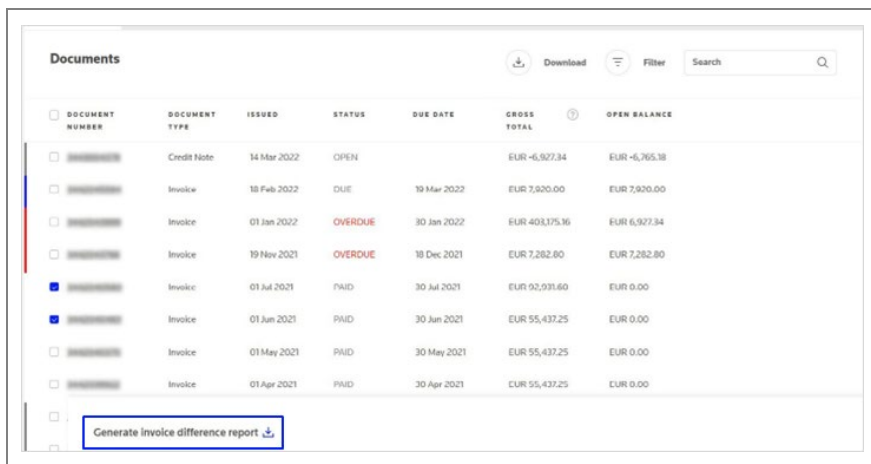 Documents
Download Filter Search
DOCUMENT NUMBER DOCUMENT TYPE ISSUED STATUS DUE DATE GROSS TOTAL ? OPEN BALANCE
Credit Note 14 Mar 2022 OPEN EUR -6,927.34 EUR -6,765.18
Invoice 18 Feb 2022 DUE 19 Mar 2022 EUR 7,920.00 EUR 7,920.00
Invoice 01 Jan 2022 OVERDUE 30 Jan 2022 EUR 403,175.16 EUR 6,927.34
Invoice 19 Nov 2021 OVERDUE 18 Dec 2021 EUR 7,282.80 EUR 7,282.80
Invoice 01 Jul 2021 PAID 30 Jul 2021 EUR 92,931.60 EUR 0.00
Invoice 01 Jun 2021 PAID 30 Jun 2021 EUR 55,437.25 EUR 0.00
Invoice 01 May 2021 PAID 30 May 2021 EUR 55,437.25 EUR 0.00
Invoice 01 Apr 2021 PAID 30 Apr 2021 EUR 55,437.25 EUR 0.00
Generate invoice difference report